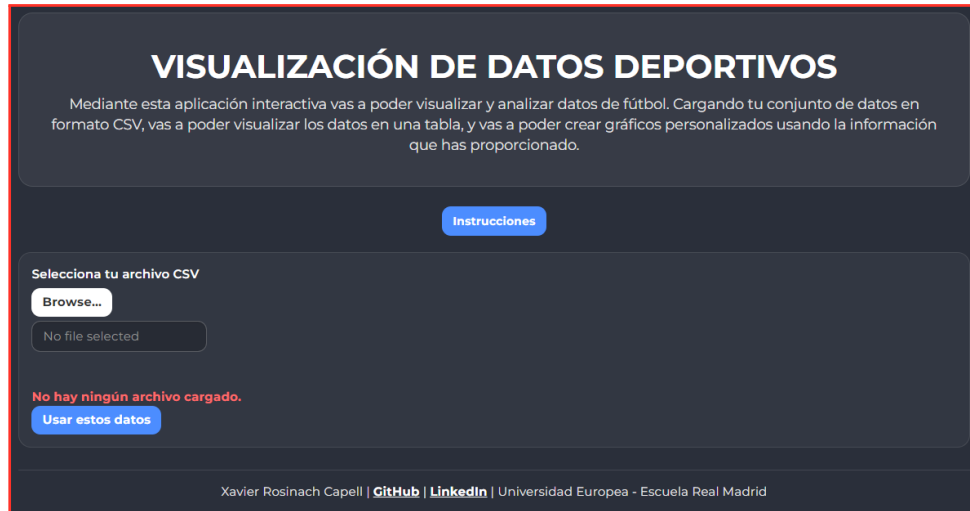 VISUALIZACIÓN DE DATOS DEPORTIVOS
Mediante esta aplicación interactiva vas a poder visualizar y analizar datos de fútbol. Cargando tu conjunto de datos en
formato CSV, vas a poder visualizar los datos en una tabla, y vas a poder crear gráficos personalizados usando la información
que has proporcionado.
Instrucciones
Selecciona tu archivo CSV
Browse...
No file selected
No hay ningún archivo cargado.
Usar estos datos
Xavier Rosinach Capell | GitHub | LinkedIn | Universidad Europea - Escuela Real Madrid